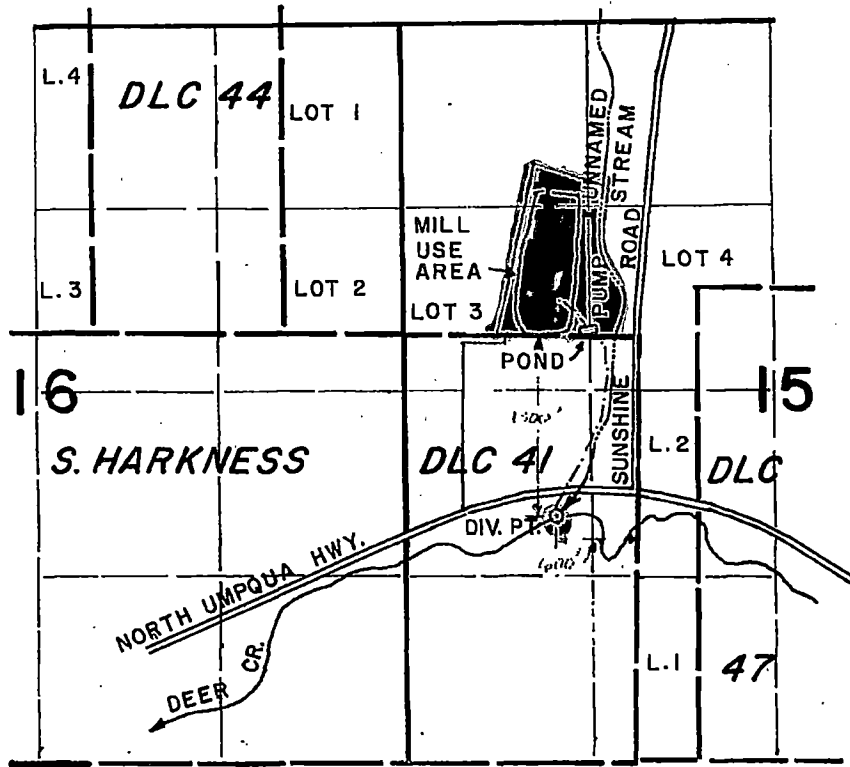 L.4
DLC 44
LOT 1
UNNAMED
STREAM
PUMP
ROAD
MILL
USE
AREA
LOT 4
L.3
LOT 2
LOT 3
POND
16
15
SUNSHINE
S. HARKNESS
DLC 41
L.2
DLC
DIV. PT.
NORTH UMPQUA HWY.
DEER CR.
L.1
47